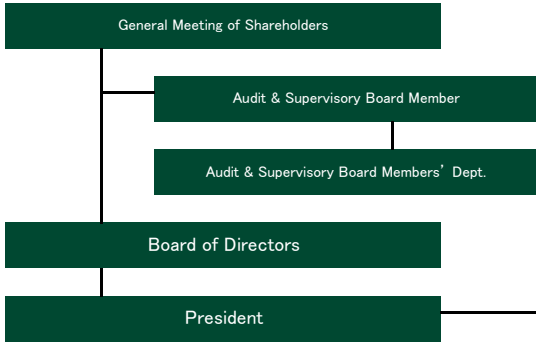 General Meeting of Shareholders
Audit & Supervisory Board Member
Audit & Supervisory Board Members’ Dept.
Board of Directors
President